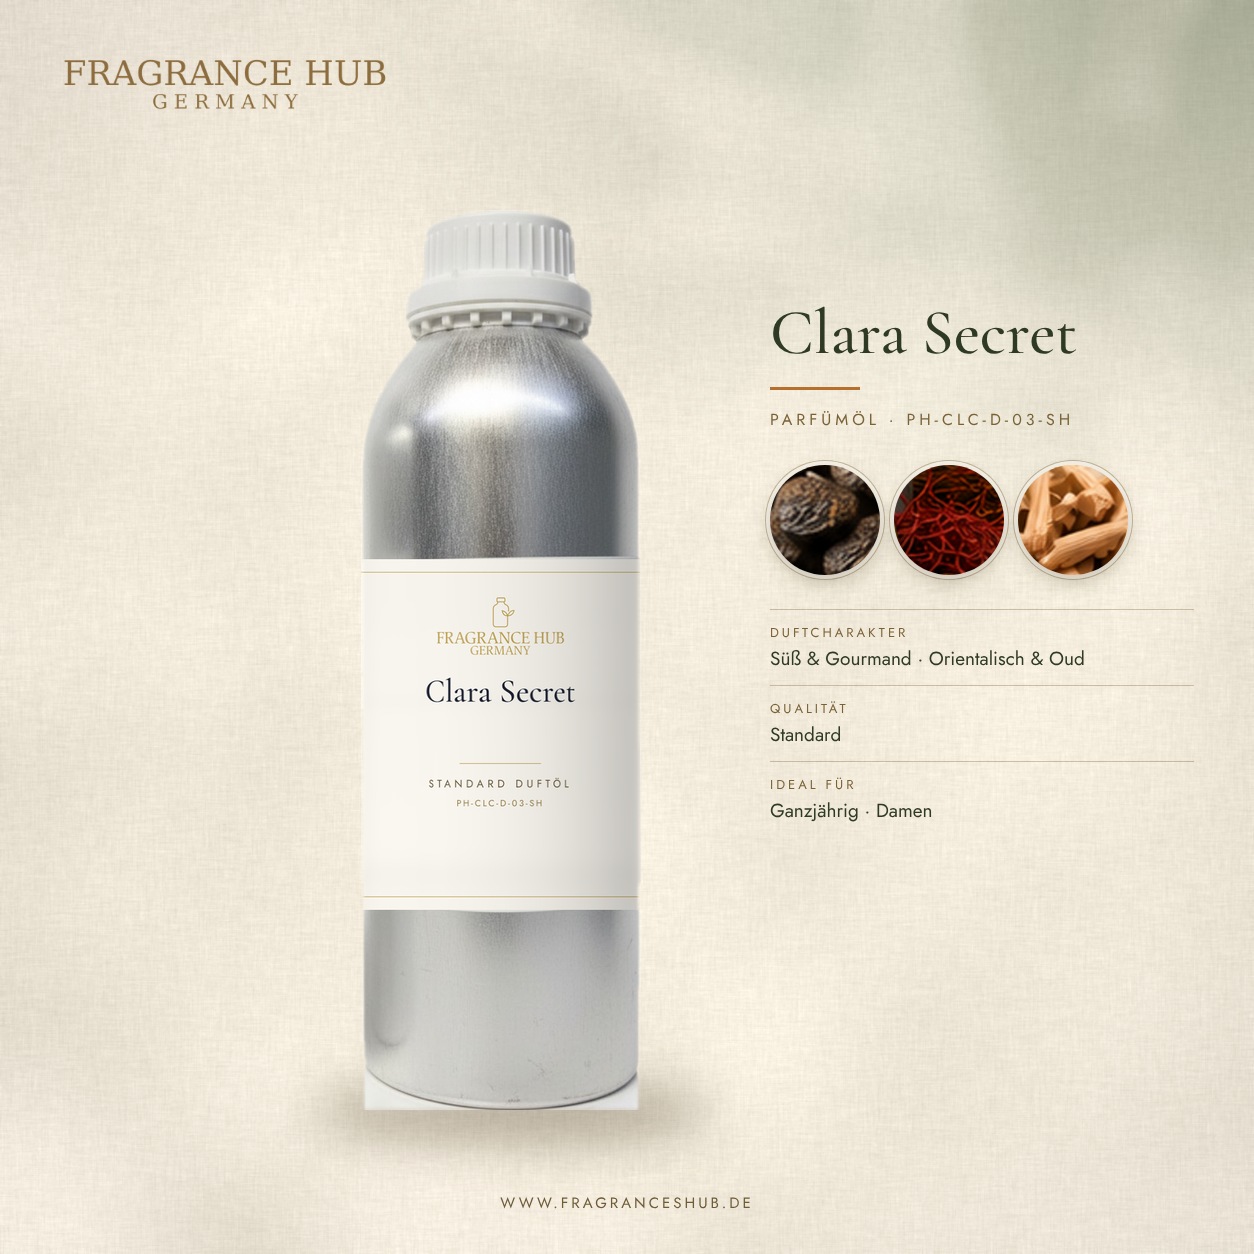 FRAGRANCE HUB
GERMANY
Clara Secret
PARFÜMÖL · PH-CLC-D-03-SH
DUFTCHARAKTER
Süß & Gourmand · Orientalisch & Oud
QUALITÄT
Standard
IDEAL FÜR
Ganzjährig · Damen
FRAGRANCE HUB
GERMANY
Clara Secret
STANDARD DUFTÖL
PH-CLC-D-03-SH
WWW.FRAGRANCESHUB.DE